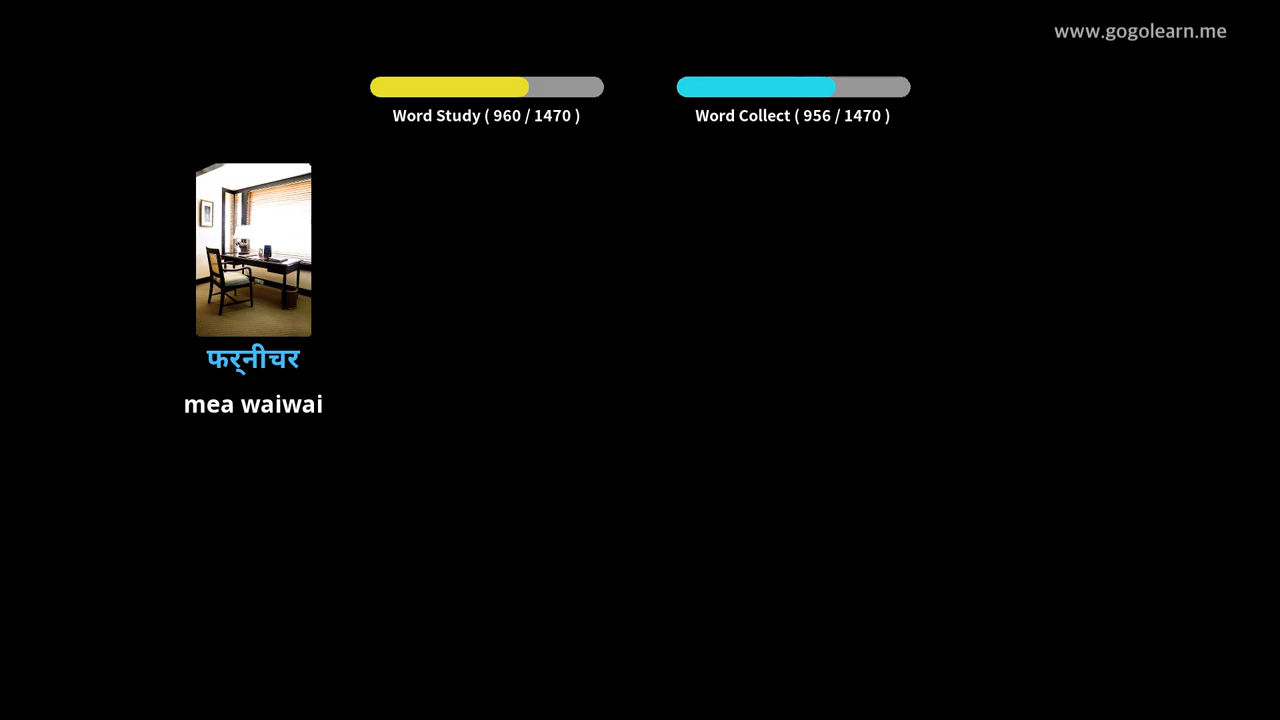 www.gogolearn.me
Word Study ( 960 / 1470 )
Word Collect ( 956 / 1470 )
फर्नीचर
mea waiwai